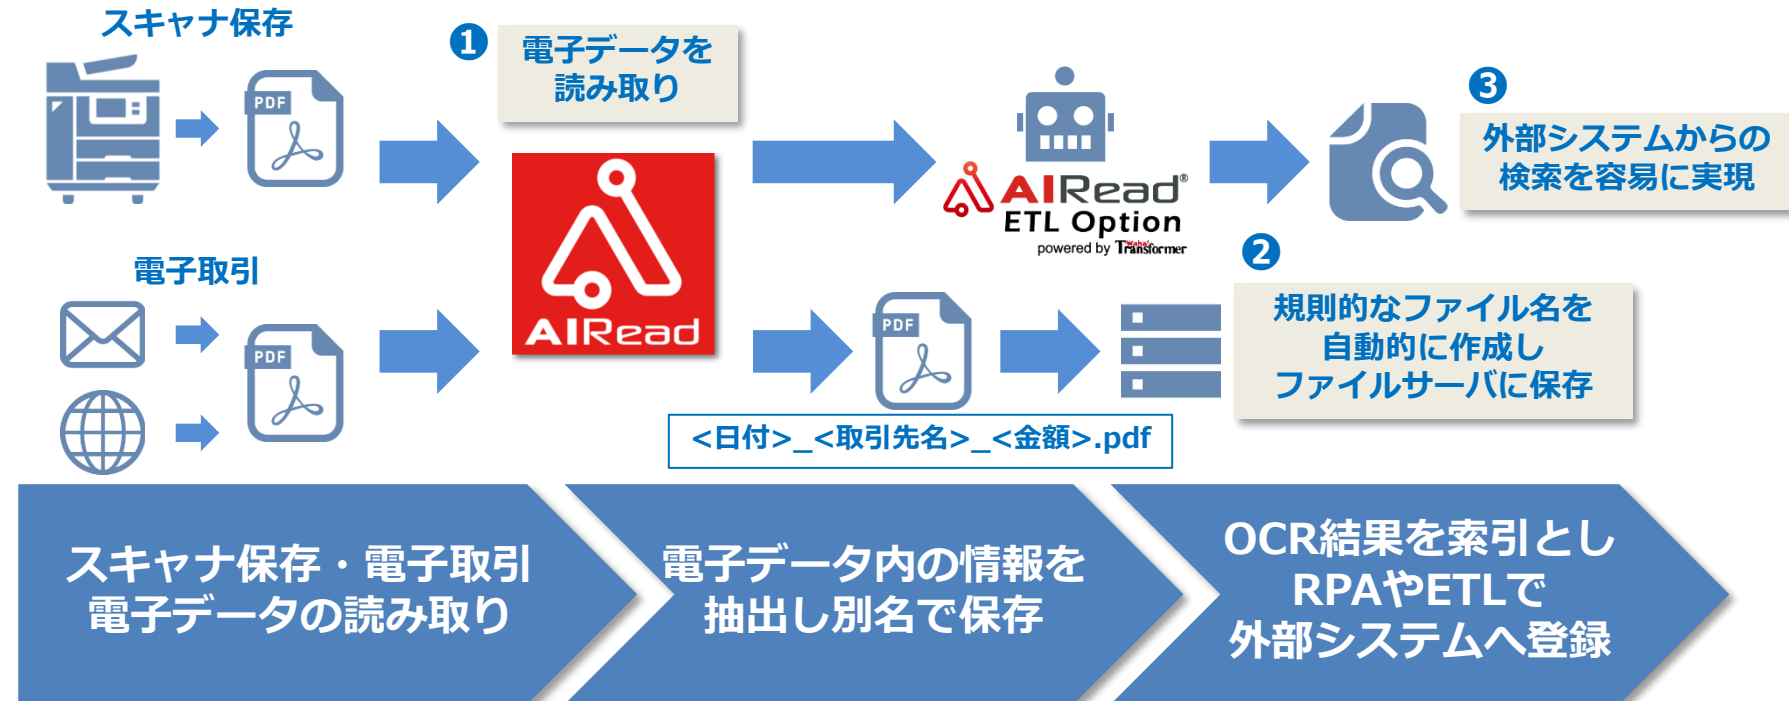 スキャナ保存
PDF
❶
電子データを
読み取り
AIRead
電子取引
PDF
AIRead®
ETL Option
powered by Waha! Transformer
❸
外部システムからの
検索を容易に実現
PDF
❷
規則的なファイル名を
自動的に作成し
ファイルサーバに保存
<日付>_<取引先名>_<金額>.pdf
スキャナ保存・電子取引
電子データの読み取り
電子データ内の情報を
抽出し別名で保存
OCR結果を索引とし
RPAやETLで
外部システムへ登録